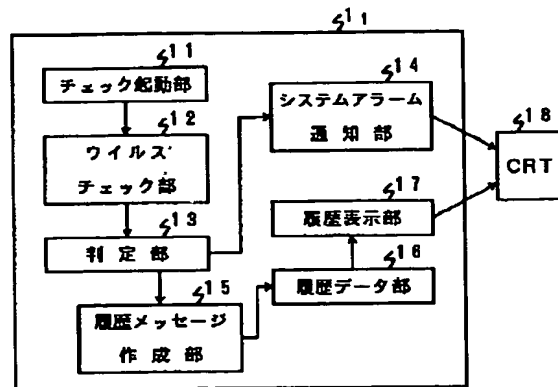 11
11
チェック起動部
12
ウイルス
チェック部
13
判定部
15
履歴メッセージ
作成部
14
システムアラーム
通知部
17
履歴表示部
16
履歴データ部
18
CRT